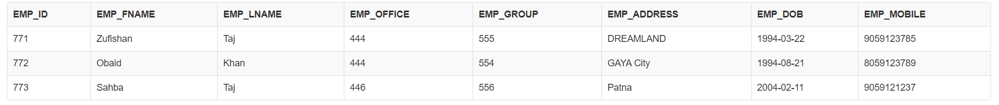 EMP_ID EMP_FNAME EMP_LNAME EMP_OFFICE EMP_GROUP EMP_ADDRESS EMP_DOB EMP_MOBILE
771 Zufishan Taj 444 555 DREAMLAND 1994-03-22 9059123785
772 Obaid Khan 444 554 GAYA City 1994-08-21 8059123789
773 Sahba Taj 446 556 Patna 2004-02-11 9059121237